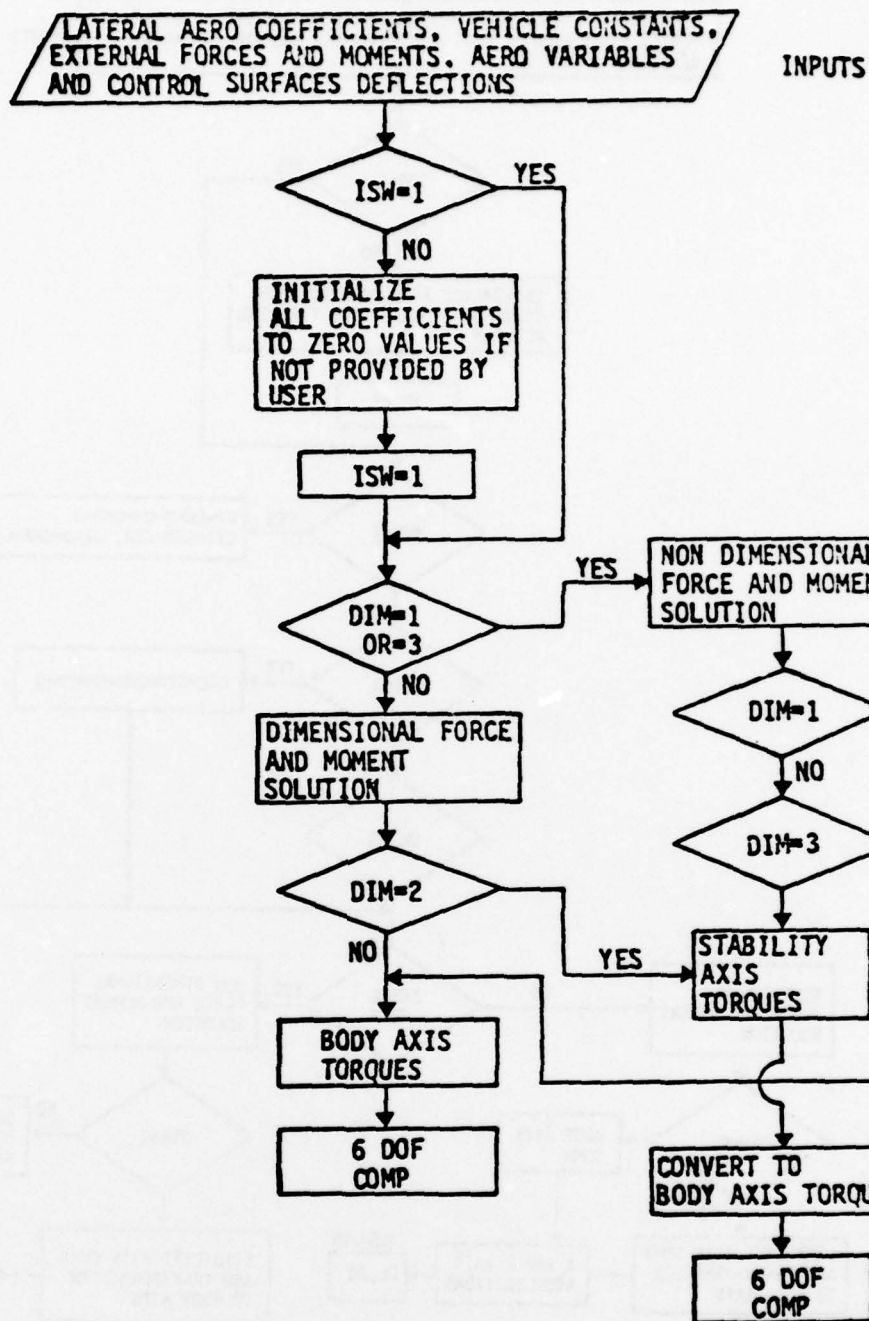 LATERAL AERO COEFFICIENTS, VEHICLE CONSTANTS,
EXTERNAL FORCES AND MOMENTS, AERO VARIABLES
AND CONTROL SURFACES DEFLECTIONS
INPUTS
ISW=1
YES
NO
INITIALIZE
ALL COEFFICIENTS
TO ZERO VALUES IF
NOT PROVIDED BY
USER
ISW=1
DIM=1
OR=3
YES
NO
NON DIMENSIONAL
FORCE AND MOMEN
SOLUTION
DIM=1
NO
DIMENSIONAL FORCE
AND MOMENT
SOLUTION
DIM=3
DIM=2
NO
YES
STABILITY
AXIS
TORQUES
BODY AXIS
TORQUES
6 DOF
COMP
CONVERT TO
BODY AXIS TORQU
6 DOF
COMP